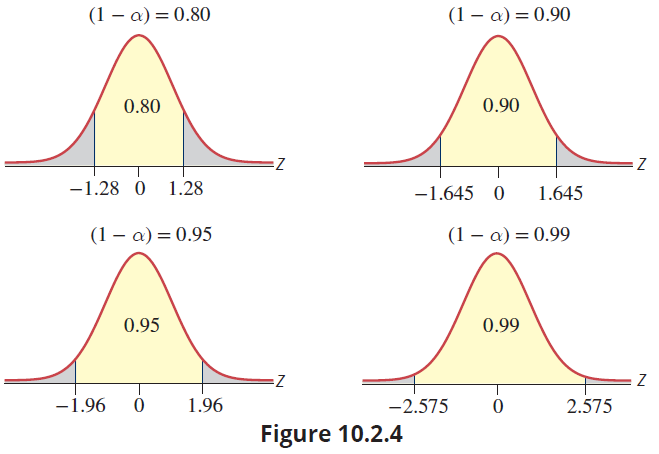 (1 – α) = 0.80
(1 – α) = 0.90
0.80
0.90
Z
Z
−1.28 0 1.28
−1.645 0 1.645
(1 – α) = 0.95
(1 – α) = 0.99
0.95
0.99
Z
Z
−1.96 0 1.96
−2.575 0 2.575
Figure 10.2.4